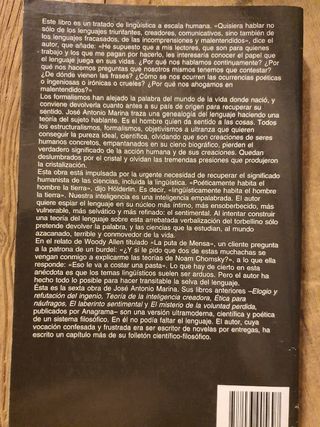 Este libro es un tratado de lingüística a escala humana. «Quisiera hablar no
sólo de los lenguajes triunfantes, creadores, comunicativos, sino también de
los lenguajes fracasados, de las incomprensiones y malentendidos», dice el
autor, que añade: «He supuesto que a mis lectores, que son para quienes
trabajo y los que me pagan por hacerlo, les interesaría conocer el papel que
el lenguaje juega en sus vidas. ¿Por qué nos hablamos continuamente? ¿Por
qué nos hacemos preguntas que nosotros mismos tenemos que contestar?
¿De dónde vienen las frases? ¿Cómo se nos ocurren las ocurrencias poéticas
o ingeniosas o irónicas o crueles? ¿Por qué nos ahogamos en
malentendidos?».
Los formalismos han alejado la palabra del mundo de la vida donde nació, y
conviene devolverla cuanto antes a su país de origen para recuperar su
sentido. José Antonio Marina traza una genealogía del lenguaje haciendo una
teoría del sujeto hablante. Es el hombre quien da sentido a las cosas. Todos
los estructuralismos, formalismos, objetivismos a ultranza que quieren
conseguir la pureza ideal, científica, olvidando que son creaciones de seres
humanos concretos, empantanados en su cieno biográfico, pierden el
verdadero significado de la acción humana y de sus creaciones. Quedan
deslumbrados por el cristal y olvidan las tremendas presiones que produjeron
la cristalización.
Esta obra está impulsada por la urgente necesidad de recuperar el significado
humanista de las ciencias, incluida la lingüística. «Poéticamente habita el
hombre la tierra», dijo Hölderlin. Es decir, «lingüísticamente habita el hombre
la tierra». Nuestra inteligencia es una inteligencia empalabrada. El autor
quiere espiar el lenguaje en su núcleo más íntimo, más enseborbecido, más
vulnerable, más selvático y más refinado: el sentimental. Al intentar construir
una teoría del lenguaje sobre esta arrebatada verbalización del torbellino sólo
pretende devolver la palabra, y las ciencias que la estudian, al mundo
azacanado, terrible y conmovedor de la vida.
En el relato de Woody Allen titulado «La puta de Mensa», un cliente pregunta
a la patrona de un burdel: «¿Y si le pido que dos de estas muchachas se
vengan conmigo a explicarme las teorías de Noam Chomsky?», a lo que ella
responde: «Eso le va a costar una pasta». Lo que hay de cierto en esta
anécdota es que los temas lingüísticos suelen ser arduos. Pero el autor ha
hecho todo lo posible para hacer transitable la selva del lenguaje.
Ésta es la sexta obra de José Antonio Marina. Sus libros anteriores –Elogio y
refutación del ingenio, Teoría de la inteligencia creadora, Ética para
náufragos, El laberinto sentimental y El misterio de la voluntad perdida,
publicados por Anagrama– son una versión ultramoderna, científica y poética
de un sistema filosófico. En él no podía faltar el lenguaje. El autor, cuya
vocación confesada y frustrada era ser escritor de novelas por entregas, ha
escrito un capítulo más de su folletón científico-filosófico.